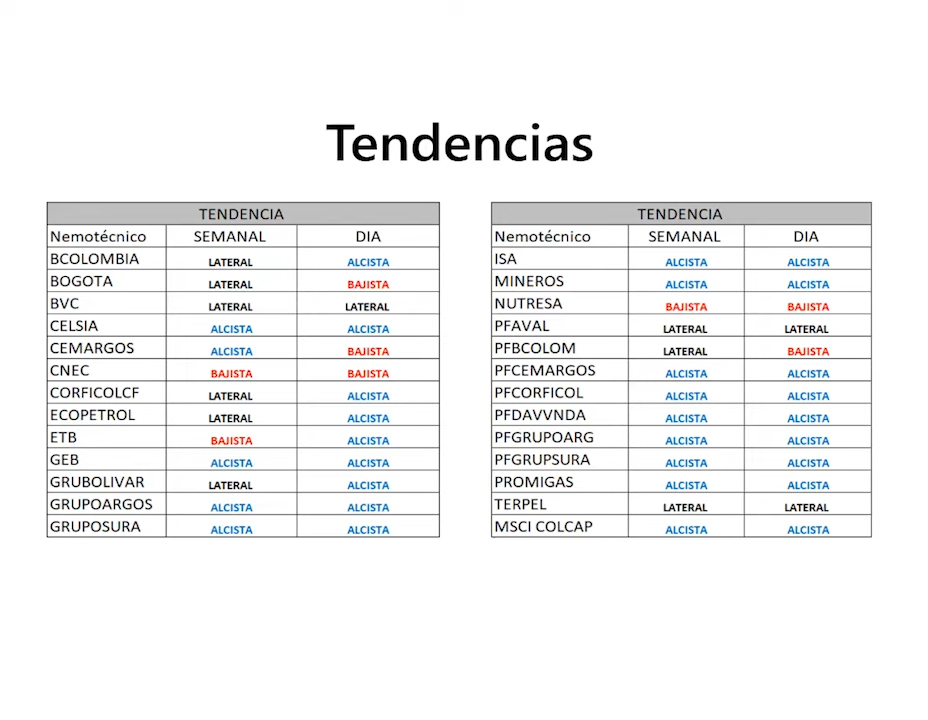 Tendencias
TENDENCIA
Nemotécnico SEMANAL DIA
BCOLOMBIA LATERAL ALCISTA
BOGOTA LATERAL BAJISTA
BVC LATERAL LATERAL
CELSIA ALCISTA ALCISTA
CEMARGOS ALCISTA BAJISTA
CNEC BAJISTA BAJISTA
CORFICOLCF LATERAL ALCISTA
ECOPETROL LATERAL ALCISTA
ETB BAJISTA ALCISTA
GEB ALCISTA ALCISTA
GRUBOLIVAR LATERAL ALCISTA
GRUPOARGOS ALCISTA ALCISTA
GRUPOSURA ALCISTA ALCISTA
TENDENCIA
Nemotécnico SEMANAL DIA
ISA ALCISTA ALCISTA
MINEROS ALCISTA ALCISTA
NUTRESA BAJISTA BAJISTA
PFAVAL LATERAL LATERAL
PFBCOLOM LATERAL BAJISTA
PFCEMARGOS ALCISTA ALCISTA
PFCORFICOL ALCISTA ALCISTA
PFDAVVNDA ALCISTA ALCISTA
PFGRUPOARG ALCISTA ALCISTA
PFGRUPSURA ALCISTA ALCISTA
PROMIGAS ALCISTA ALCISTA
TERPEL LATERAL LATERAL
MSCI COLCAP ALCISTA ALCISTA